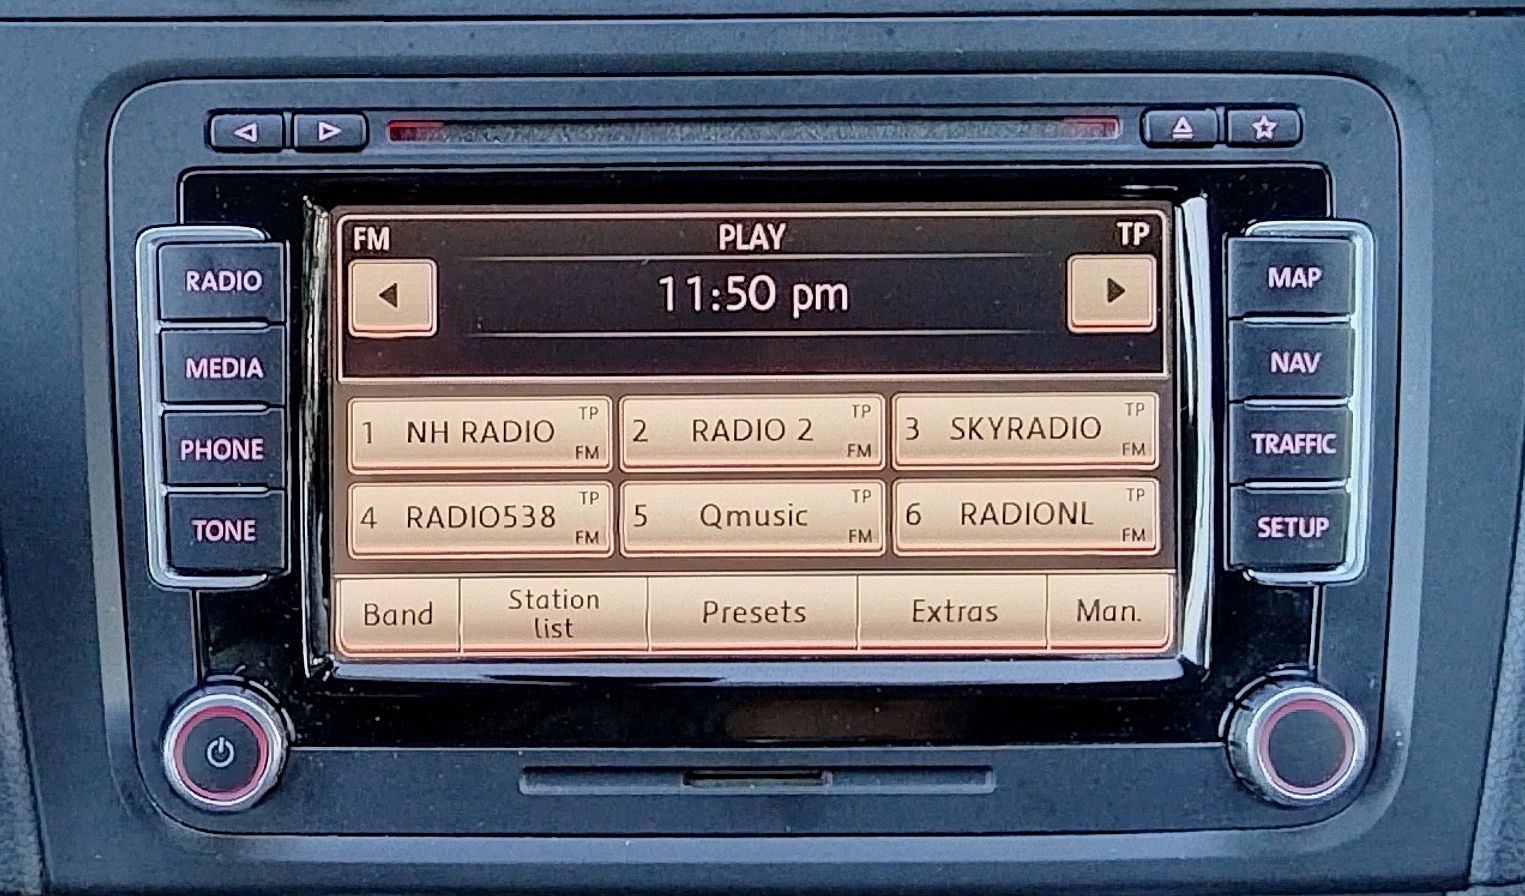 FM PLAY TP
11:50 pm
RADIO
MEDIA
PHONE
TONE
1 NH RADIO TP FM
2 RADIO 2 TP FM
3 SKYRADIO TP FM
4 RADIO538 TP FM
5 Qmusic TP FM
6 RADIONL TP FM
Band
Station
list
Presets
Extras
Man.
MAP
NAV
TRAFFIC
SETUP